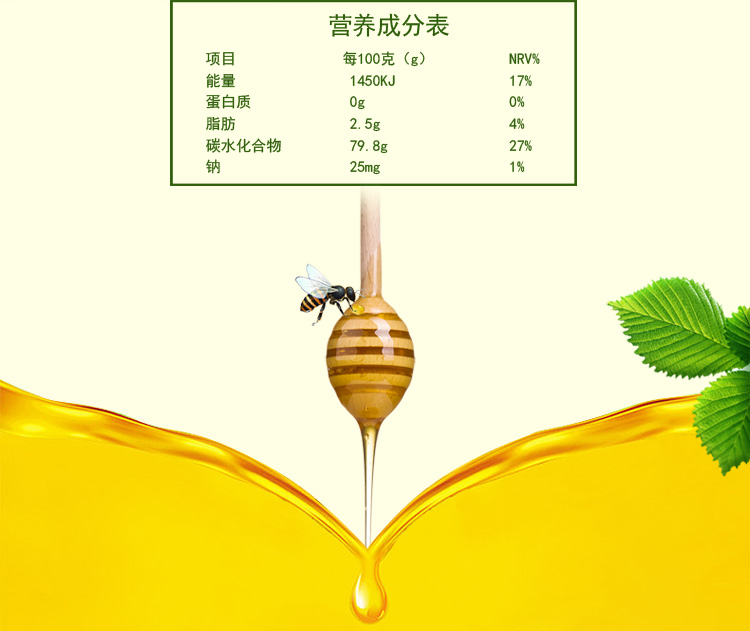 营养成分表
项目 每100克（g） NRV%
能量 1450KJ 17%
蛋白质 0g 0%
脂肪 2.5g 4%
碳水化合物 79.8g 27%
钠 25mg 1%